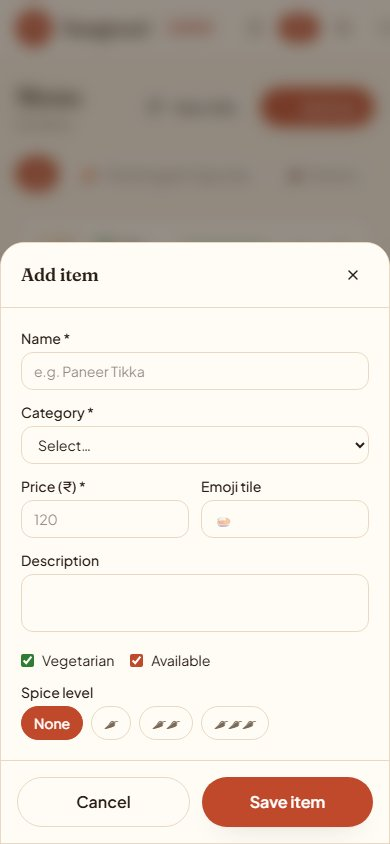 Add item
Name *
e.g. Paneer Tikka
Category *
Select...
Price (₹) * Emoji tile
120
Description
Vegetarian Available
Spice level
None
Cancel Save item